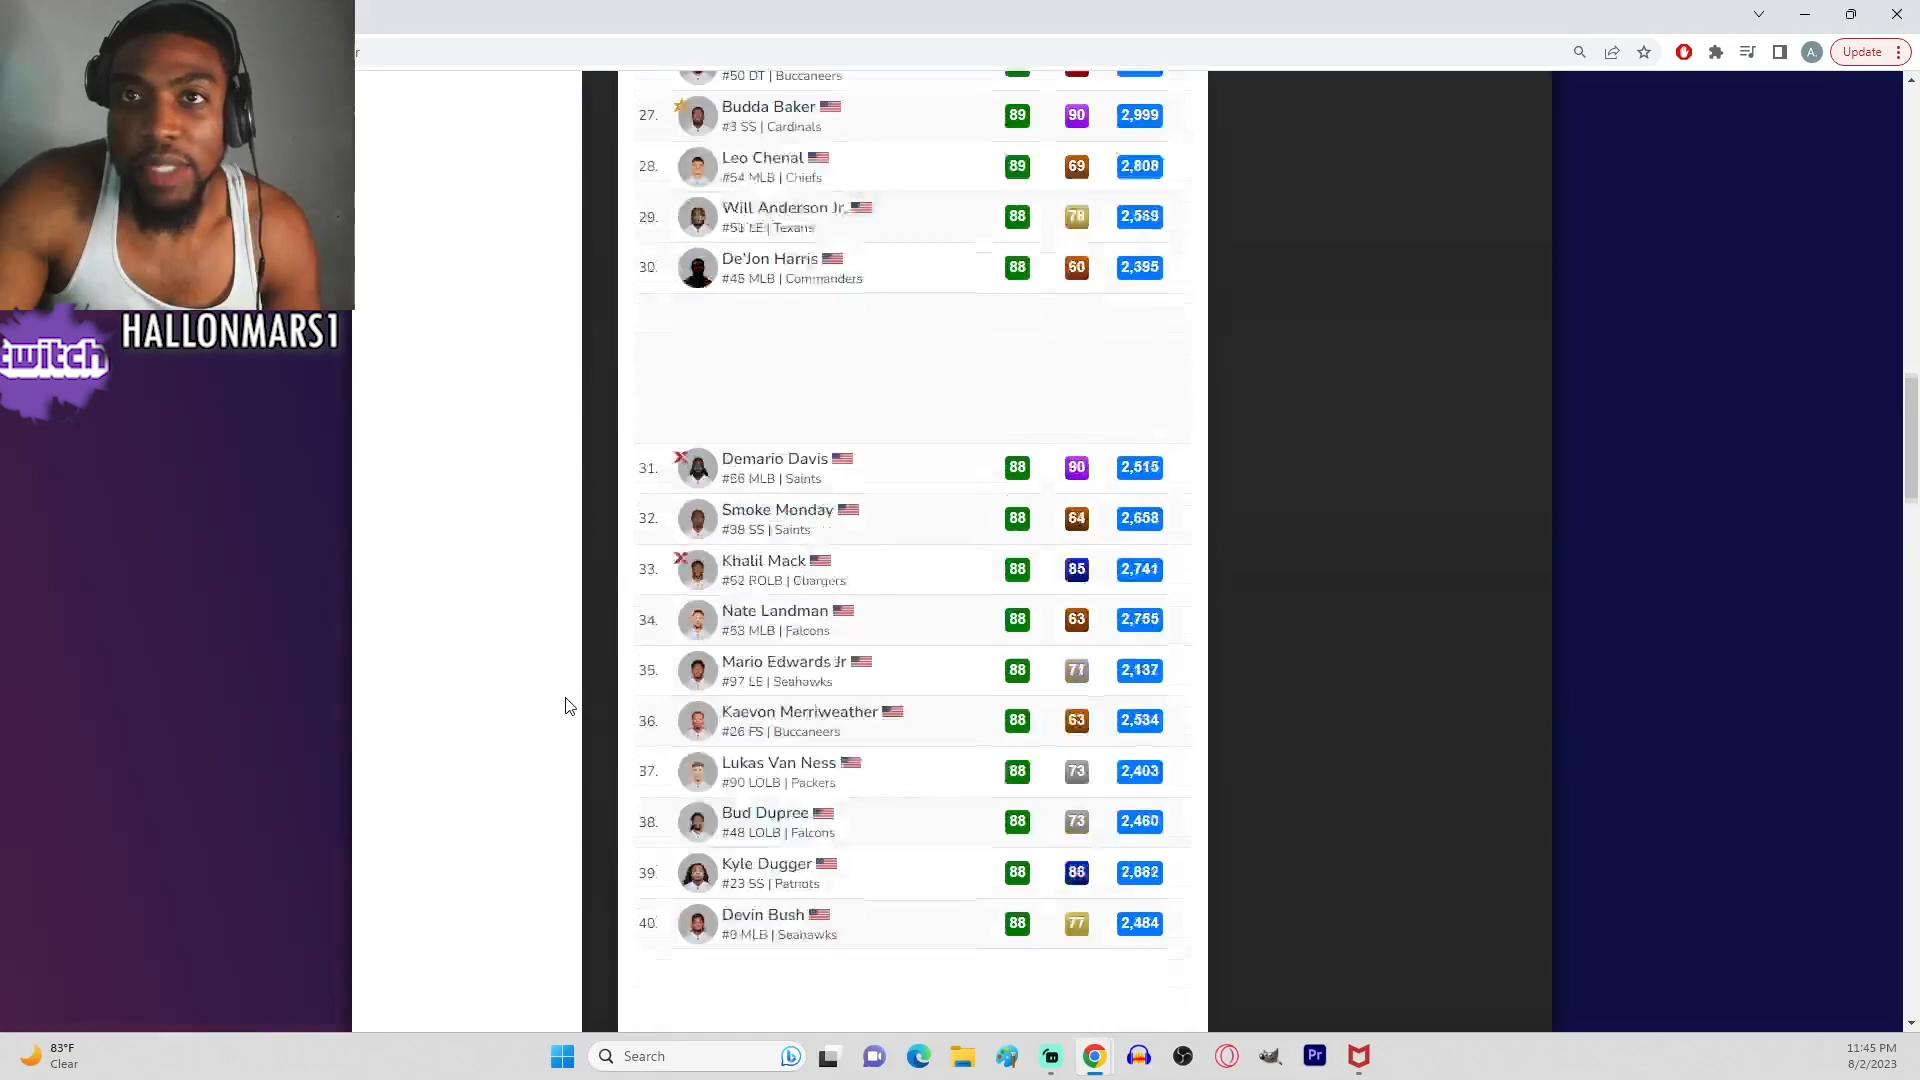 r
Update
#50 DT | Buccaneers
27. Budda Baker 89 90 2,999
#3 SS | Cardinals
28. Leo Chenal 89 69 2,808
#54 MLB | Chiefs
29. Will Anderson Jr. 88 78 2,569
#51 LE | Texans
30. De'Jon Harris 88 60 2,395
#45 MLB | Commanders
31. Demario Davis 88 90 2,515
#56 MLB | Saints
32. Smoke Monday 88 64 2,658
#38 SS | Saints
33. Khalil Mack 88 85 2,741
#52 ROLB | Chargers
34. Nate Landman 88 63 2,755
#53 MLB | Falcons
35. Mario Edwards Jr 88 71 2,137
#97 LE | Seahawks
36. Kaevon Merriweather 88 63 2,534
#26 FS | Buccaneers
37. Lukas Van Ness 88 73 2,403
#90 LOLB | Packers
38. Bud Dupree 88 73 2,460
#48 LOLB | Falcons
39. Kyle Dugger 88 86 2,862
#23 SS | Patriots
40. Devin Bush 88 77 2,484
MLB | Seahawks
HALLONMARS1
twitch
83°F
Clear
Search
Pr
11:45 PM
8/2/2023